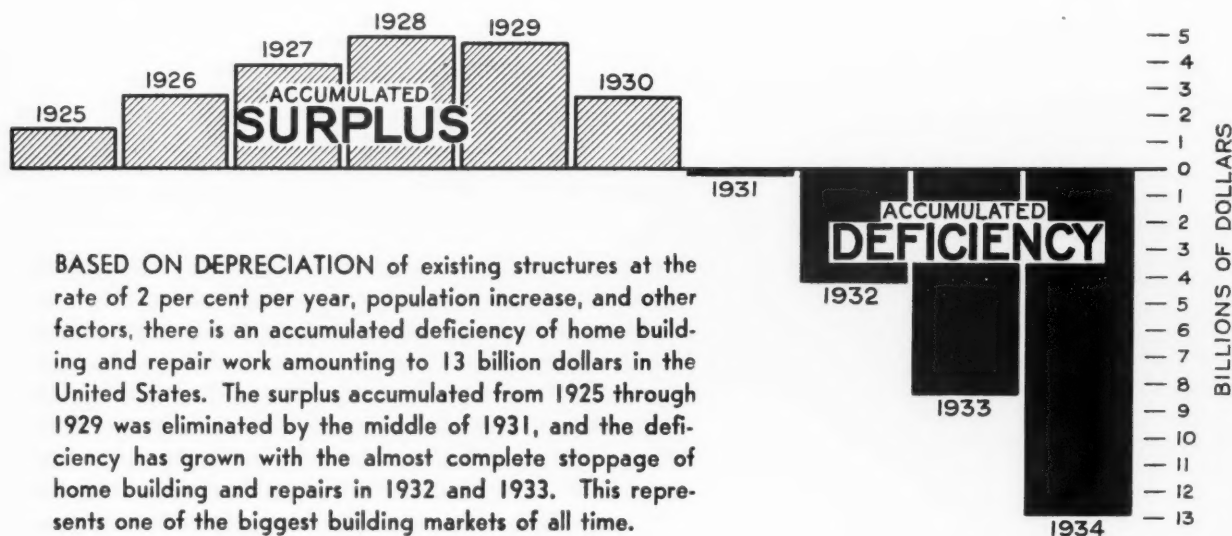 1925
1926
1927
1928
1929
1930
ACCUMULATED
SURPLUS
1931
1932
1933
1934
ACCUMULATED
DEFICIENCY
5
4
3
2
1
0
1
2
3
4
5
6
7
8
9
10
11
12
13
BILLIONS OF DOLLARS
BASED ON DEPRECIATION of existing structures at the
rate of 2 per cent per year, population increase, and other
factors, there is an accumulated deficiency of home build-
ing and repair work amounting to 13 billion dollars in the
United States. The surplus accumulated from 1925 through
1929 was eliminated by the middle of 1931, and the defi-
ciency has grown with the almost complete stoppage of
home building and repairs in 1932 and 1933. This repre-
sents one of the biggest building markets of all time.